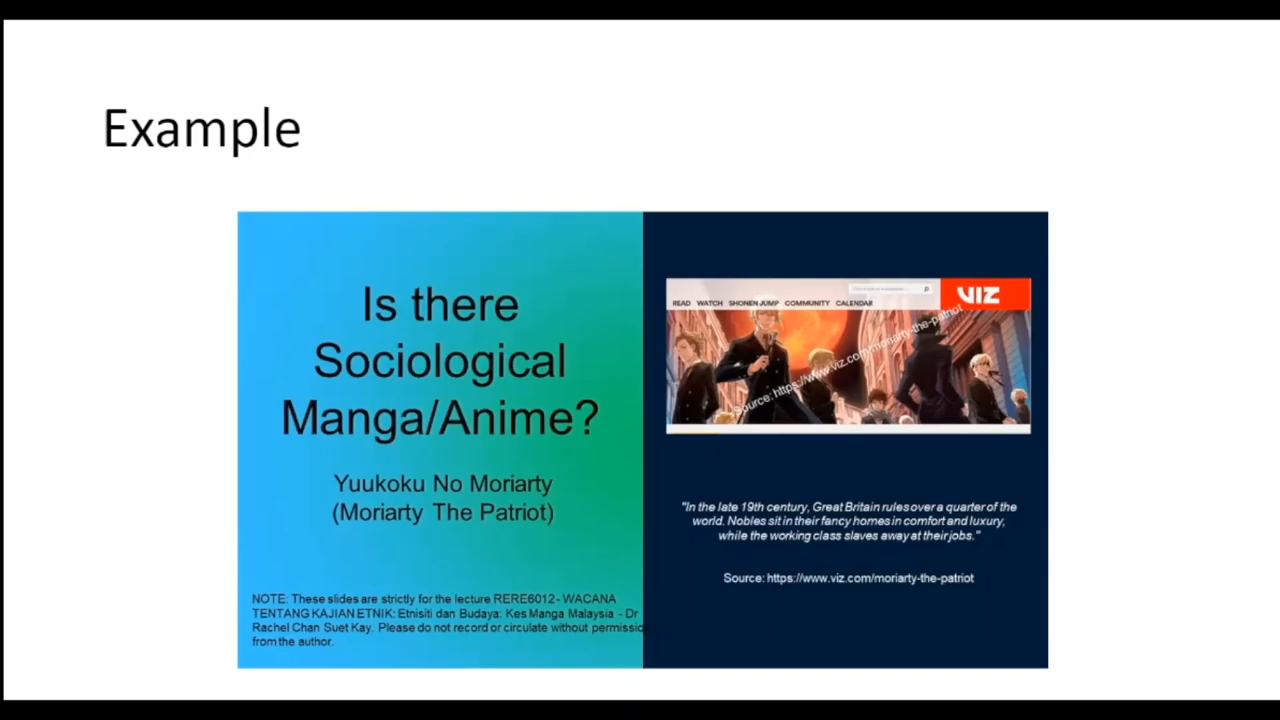 Example
Is there
Sociological
Manga/Anime?
Yuukoku No Moriarty
(Moriarty The Patriot)
NOTE: These slides are strictly for the lecture RERE6012- WACANA
TENTANG KAJIAN ETNIK: Etnisiti dan Budaya: Kes Manga Malaysia - Dr
Rachel Chan Suet Kay. Please do not record or circulate without permission
from the author.
VIZ
READ WATCH SHONEN JUMP COMMUNITY CALENDAR
Source: https://www.viz.com/moriarty-the-patriot
"In the late 19th century, Great Britain rules over a quarter of the
world. Nobles sit in their fancy homes in comfort and luxury,
while the working class slaves away at their jobs."
Source: https://www.viz.com/moriarty-the-patriot